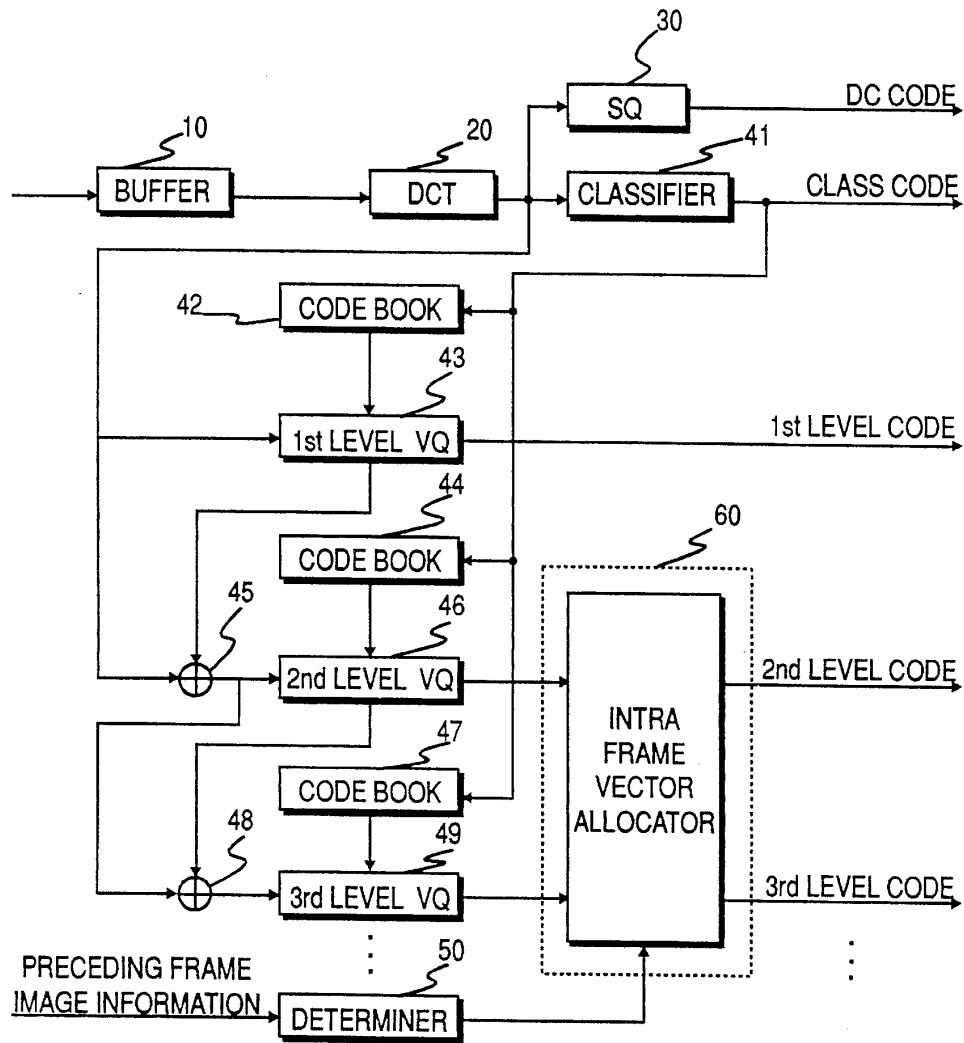 30
SQ
DC CODE
10
BUFFER
20
DCT
41
CLASSIFIER
CLASS CODE
42
CODE BOOK
43
1st LEVEL VQ
1st LEVEL CODE
44
CODE BOOK
60
45
46
2nd LEVEL VQ
2nd LEVEL CODE
INTRA
FRAME
VECTOR
ALLOCATOR
47
CODE BOOK
48
49
3rd LEVEL VQ
3rd LEVEL CODE
50
PRECEDING FRAME
IMAGE INFORMATION
DETERMINER